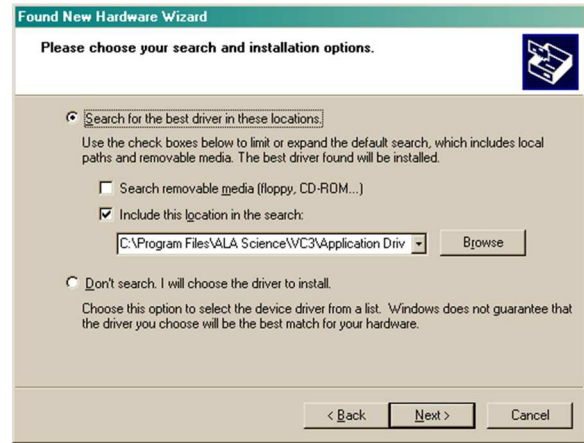 Found New Hardware Wizard
Please choose your search and installation options.
Search for the best driver in these locations.
Use the check boxes below to limit or expand the default search, which includes local
paths and removable media. The best driver found will be installed.
Search removable media (floppy, CD-ROM...)
Include this location in the search:
C:\Program Files\ALA Science\VC3\Application Driv
Browse
Don't search. I will choose the driver to install.
Choose this option to select the device driver from a list. Windows does not guarantee that
the driver you choose will be the best match for your hardware.
< Back Next > Cancel